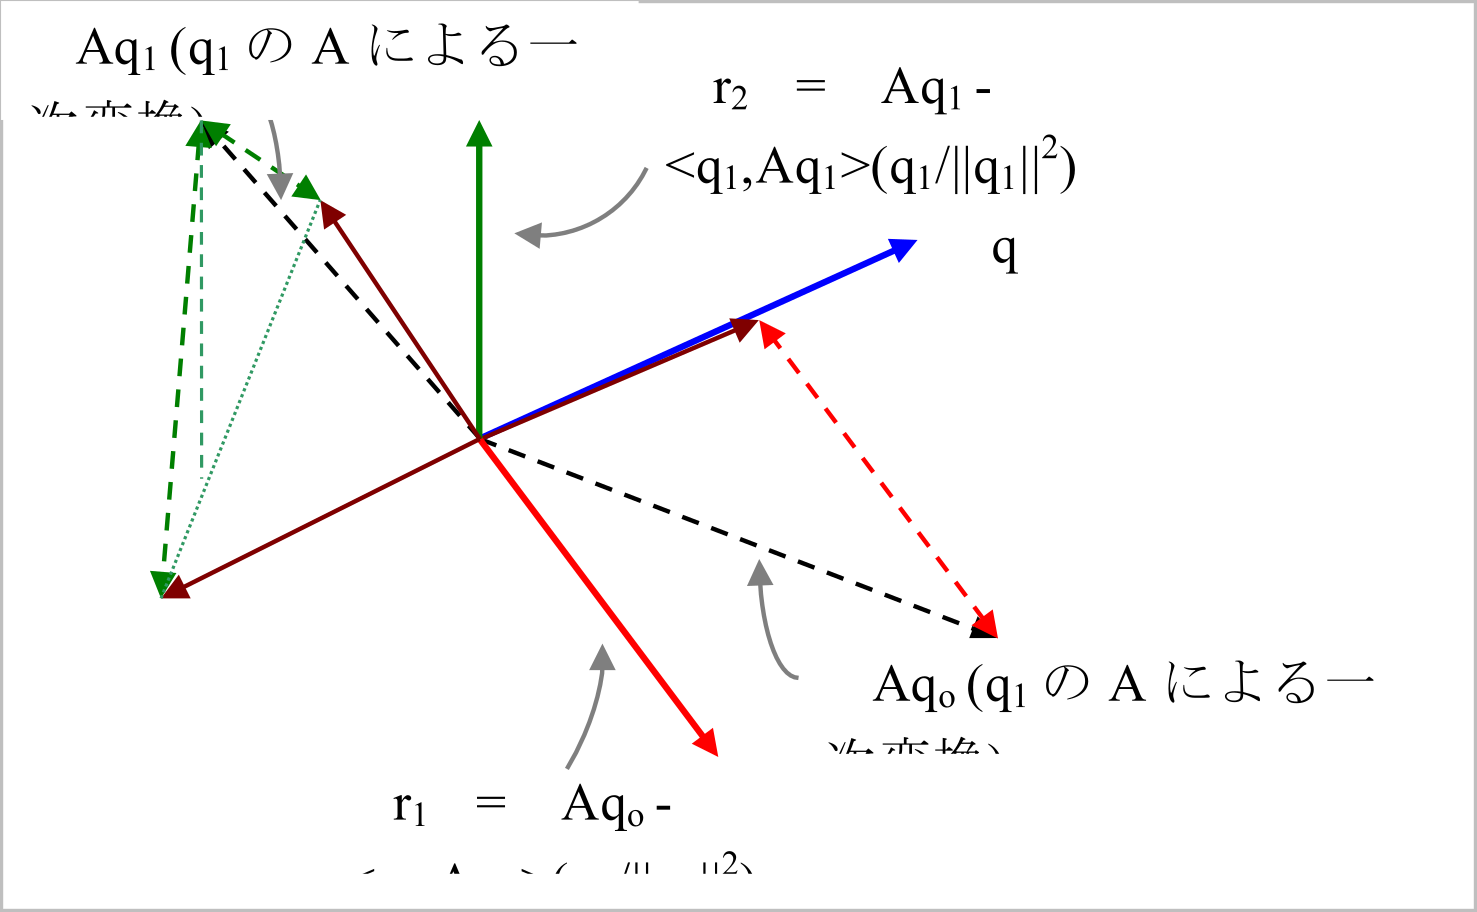 Aq1 (q1 の A による一
r2 = Aq1 -
<q1,Aq1>(q1/||q1||2)
q
Aqo (q1 の A による一
r1 = Aqo -